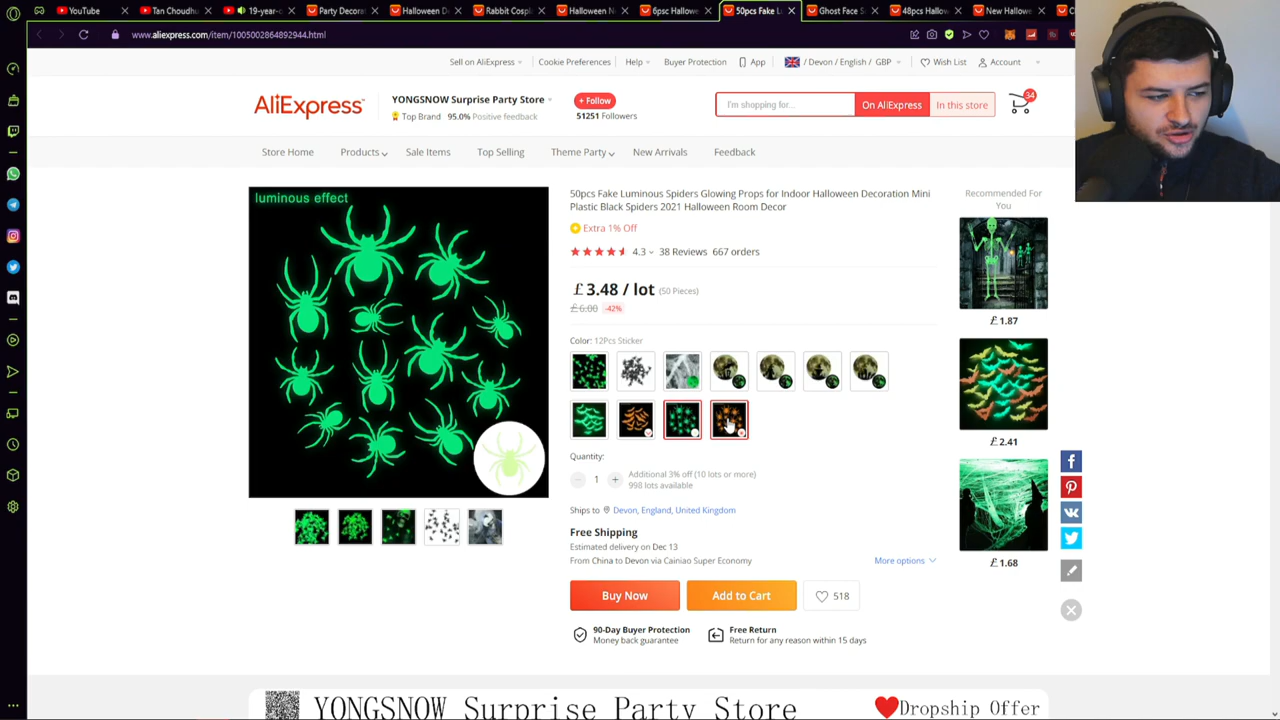 YouTube
Tan Choudhu
19-year-o
Party Decora
Halloween D
Rabbit Cospl
Halloween N
6psc Hallowe
50pcs Fake Lu
Ghost Face S
48pcs Hallow
New Hallowe
www.aliexpress.com/item/1005002864892944.html
Sell on AliExpress
Cookie Preferences
Help
Buyer Protection
App
/ Devon / English / GBP
Wish List
Account
AliExpress
YONGSNOW Surprise Party Store
Top Brand 95.0% Positive feedback
+ Follow
51251 Followers
I'm shopping for...
On AliExpress
In this store
34
Store Home
Products
Sale Items
Top Selling
Theme Party
New Arrivals
Feedback
luminous effect
50pcs Fake Luminous Spiders Glowing Props for Indoor Halloween Decoration Mini
Plastic Black Spiders 2021 Halloween Room Decor
Extra 1% Off
4.3 38 Reviews 667 orders
£3.48 / lot (50 Pieces)
£6.00 -42%
Color: 12Pcs Sticker
Quantity:
1
Additional 3% off (10 lots or more)
998 lots available
Ships to Devon, England, United Kingdom
Free Shipping
Estimated delivery on Dec 13
From China to Devon via Cainiao Super Economy
More options
Buy Now
Add to Cart
518
90-Day Buyer Protection
Money back guarantee
Free Return
Return for any reason within 15 days
Recommended For
You
£1.87
£2.41
£1.68
YONGSNOW Surprise Party Store
Dropship Offer